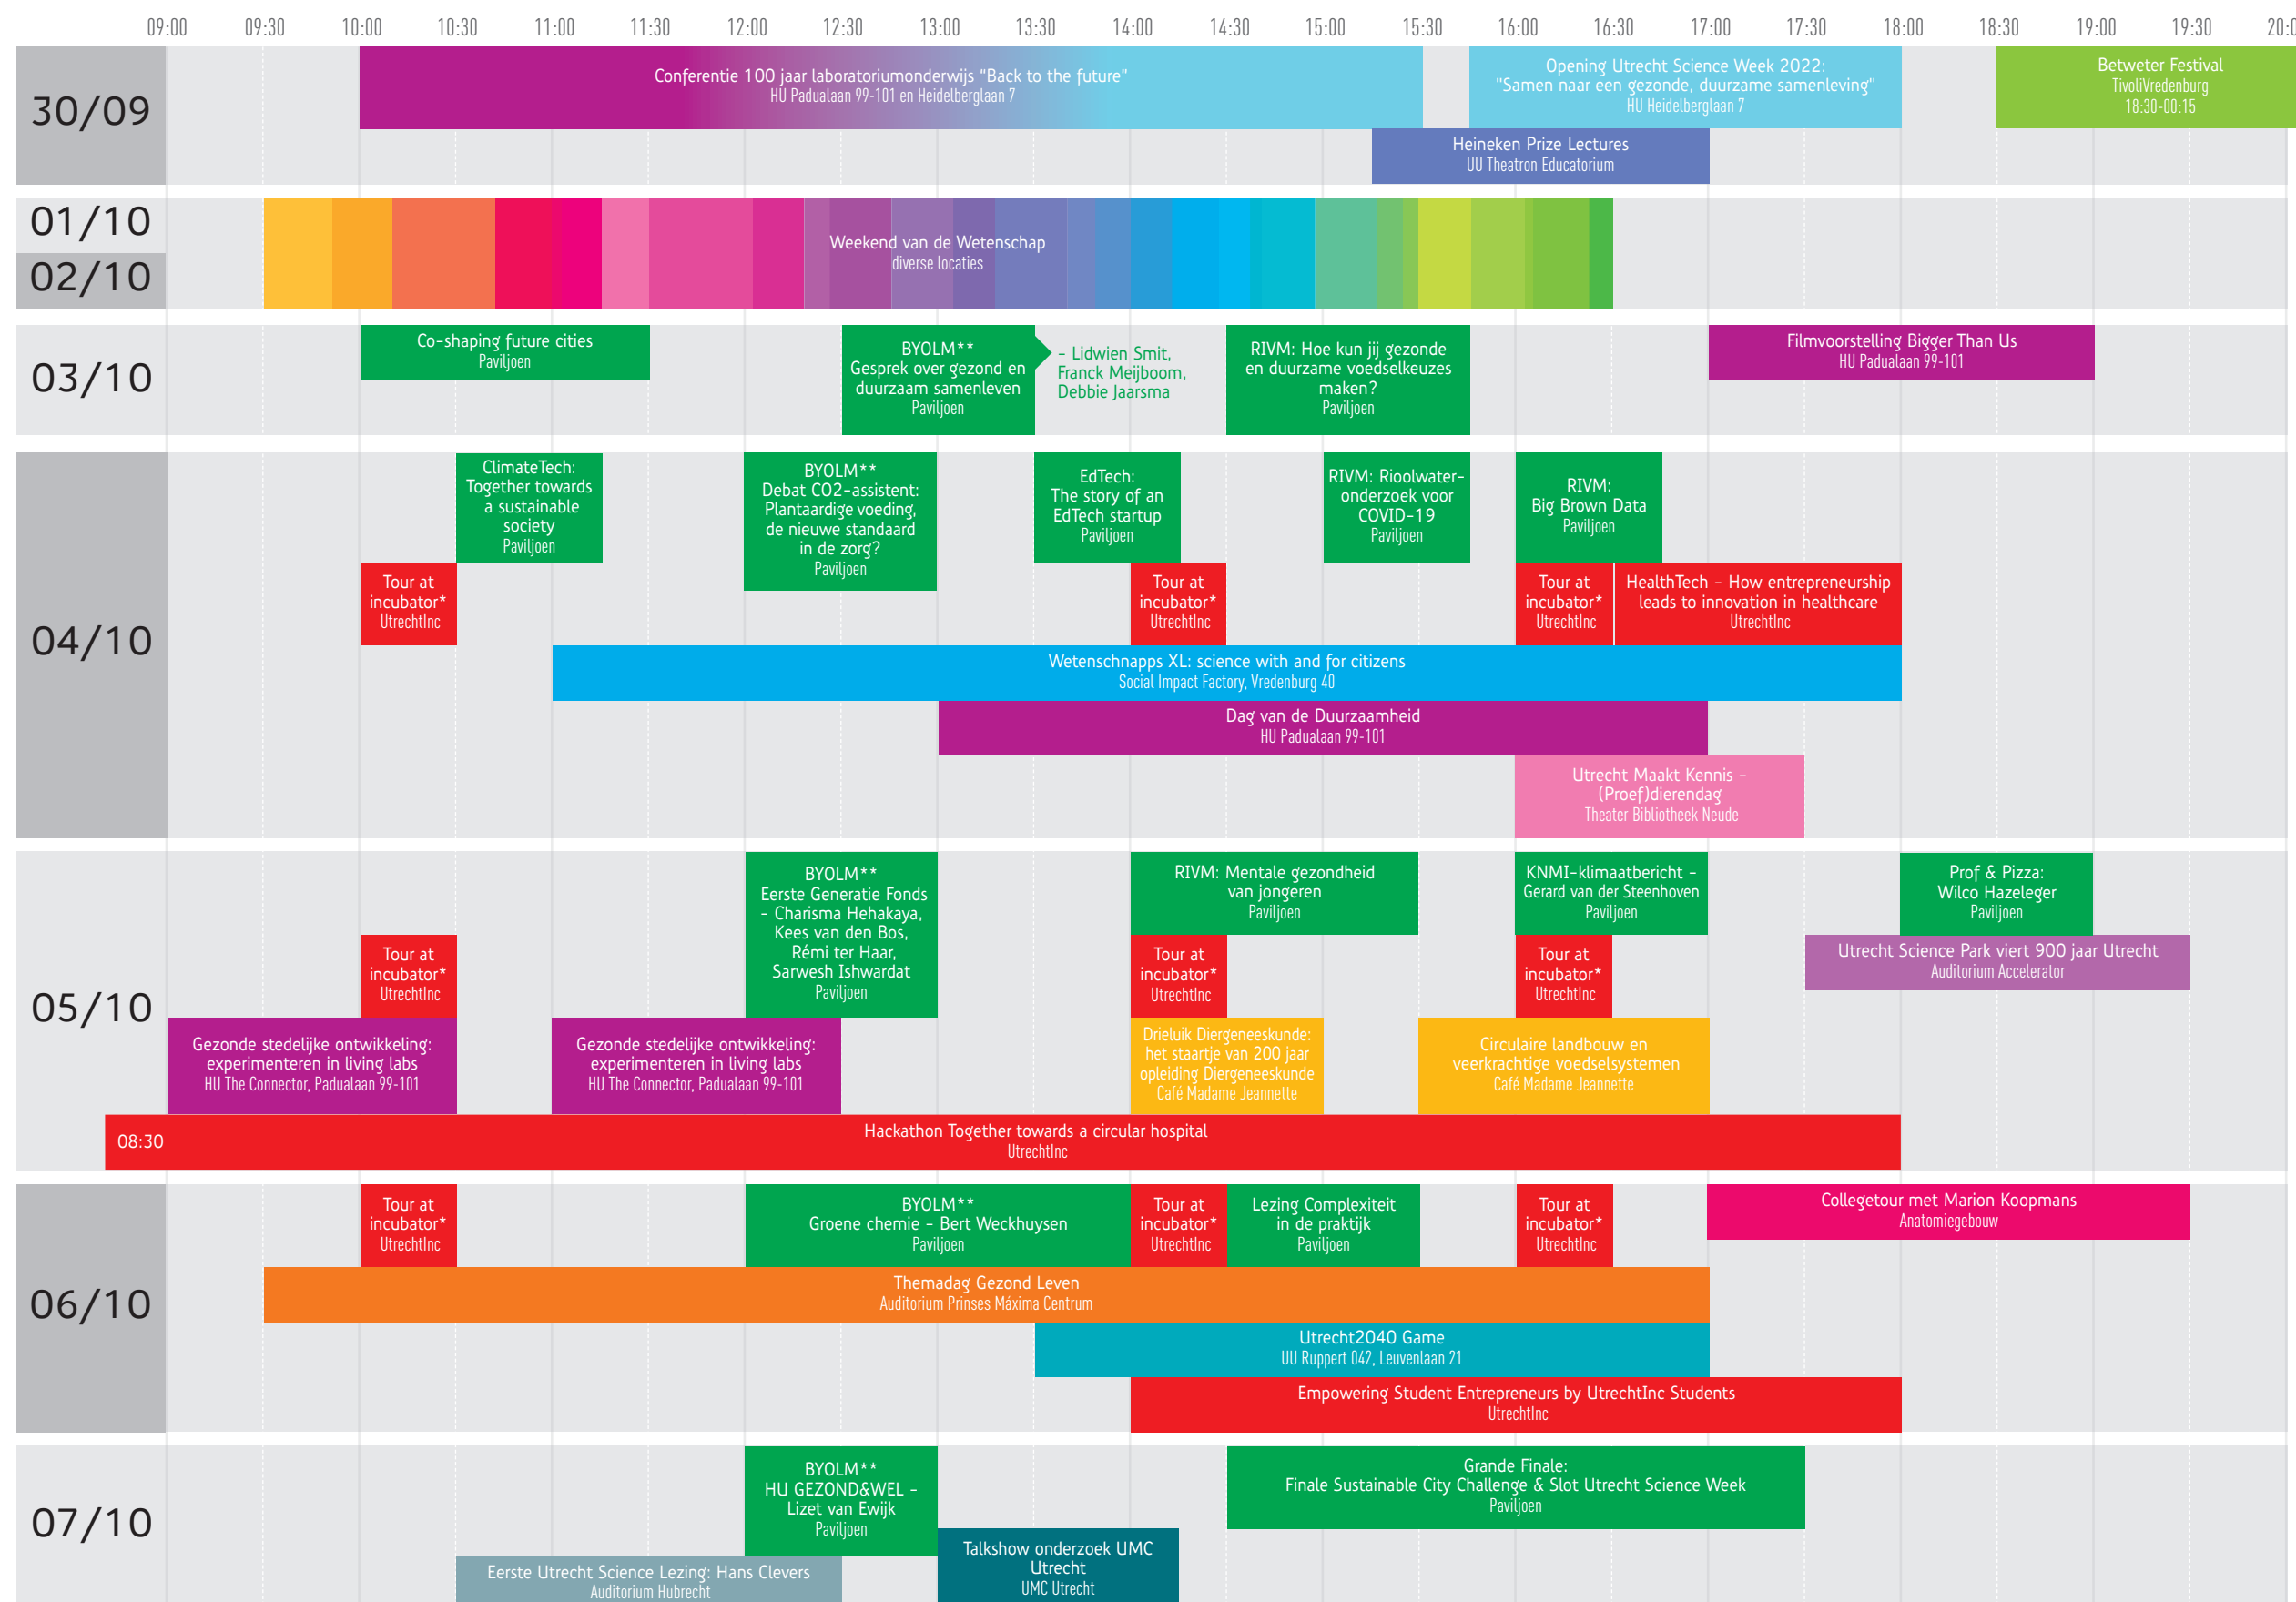 09:00 09:30 10:00 10:30 11:00 11:30 12:00 12:30 13:00 13:30 14:00 14:30 15:00 15:30 16:00 16:30 17:00 17:30 18:00 18:30 19:00 19:30 20:0
30/09
Conferentie 100 jaar laboratoriumonderwijs "Back to the future"
HU Padualaan 99-101 en Heidelberglaan 7
Opening Utrecht Science Week 2022:
"Samen naar een gezonde, duurzame samenleving"
HU Heidelberglaan 7
Betweter Festival
TivoliVredenburg
18:30-00:15
Heineken Prize Lectures
UU Theatron Educatorium
01/10
02/10
Weekend van de Wetenschap
diverse locaties
03/10
Co-shaping future cities
Paviljoen
BYOLM**
Gesprek over gezond en
duurzaam samenleven
Paviljoen
- Lidwien Smit,
Franck Meijboom,
Debbie Jaarsma
RIVM: Hoe kun jij gezonde
en duurzame voedselkeuzes
maken?
Paviljoen
Filmvoorstelling Bigger Than Us
HU Padualaan 99-101
04/10
ClimateTech:
Together towards
a sustainable
society
Paviljoen
BYOLM**
Debat CO2-assistent:
Plantaardige voeding,
de nieuwe standaard
in de zorg?
Paviljoen
EdTech:
The story of an
EdTech startup
Paviljoen
RIVM: Rioolwater-
onderzoek voor
COVID-19
Paviljoen
RIVM:
Big Brown Data
Paviljoen
Tour at
incubator*
UtrechtInc
Tour at
incubator*
UtrechtInc
Tour at
incubator*
UtrechtInc
HealthTech - How entrepreneurship
leads to innovation in healthcare
UtrechtInc
Wetenschnapps XL: science with and for citizens
Social Impact Factory, Vredenburg 40
Dag van de Duurzaamheid
HU Padualaan 99-101
Utrecht Maakt Kennis -
(Proef)dierendag
Theater Bibliotheek Neude
05/10
BYOLM**
Eerste Generatie Fonds
- Charisma Hehakaya,
Kees van den Bos,
Rémi ter Haar,
Sarwesh Ishwardat
Paviljoen
RIVM: Mentale gezondheid
van jongeren
Paviljoen
KNMI-klimaatbericht -
Gerard van der Steenhoven
Paviljoen
Prof & Pizza:
Wilco Hazeleger
Paviljoen
Tour at
incubator*
UtrechtInc
Tour at
incubator*
UtrechtInc
Tour at
incubator*
UtrechtInc
Utrecht Science Park viert 900 jaar Utrecht
Auditorium Accelerator
Gezonde stedelijke ontwikkeling:
experimenteren in living labs
HU The Connector, Padualaan 99-101
Gezonde stedelijke ontwikkeling:
experimenteren in living labs
HU The Connector, Padualaan 99-101
Drieluik Diergeneeskunde:
het staartje van 200 jaar
opleiding Diergeneeskunde
Café Madame Jeannette
Circulaire landbouw en
veerkrachtige voedselsystemen
Café Madame Jeannette
08:30
Hackathon Together towards a circular hospital
UtrechtInc
06/10
Tour at
incubator*
UtrechtInc
BYOLM**
Groene chemie - Bert Weckhuysen
Paviljoen
Tour at
incubator*
UtrechtInc
Lezing Complexiteit
in de praktijk
Paviljoen
Tour at
incubator*
UtrechtInc
Collegetour met Marion Koopmans
Anatomiegebouw
Themadag Gezond Leven
Auditorium Prinses Máxima Centrum
Utrecht2040 Game
UU Ruppert 042, Leuvenlaan 21
Empowering Student Entrepreneurs by UtrechtInc Students
UtrechtInc
07/10
BYOLM**
HU GEZOND&WEL -
Lizet van Ewijk
Paviljoen
Grande Finale:
Finale Sustainable City Challenge & Slot Utrecht Science Week
Paviljoen
Eerste Utrecht Science Lezing: Hans Clevers
Auditorium Hubrecht
Talkshow onderzoek UMC
Utrecht
UMC Utrecht